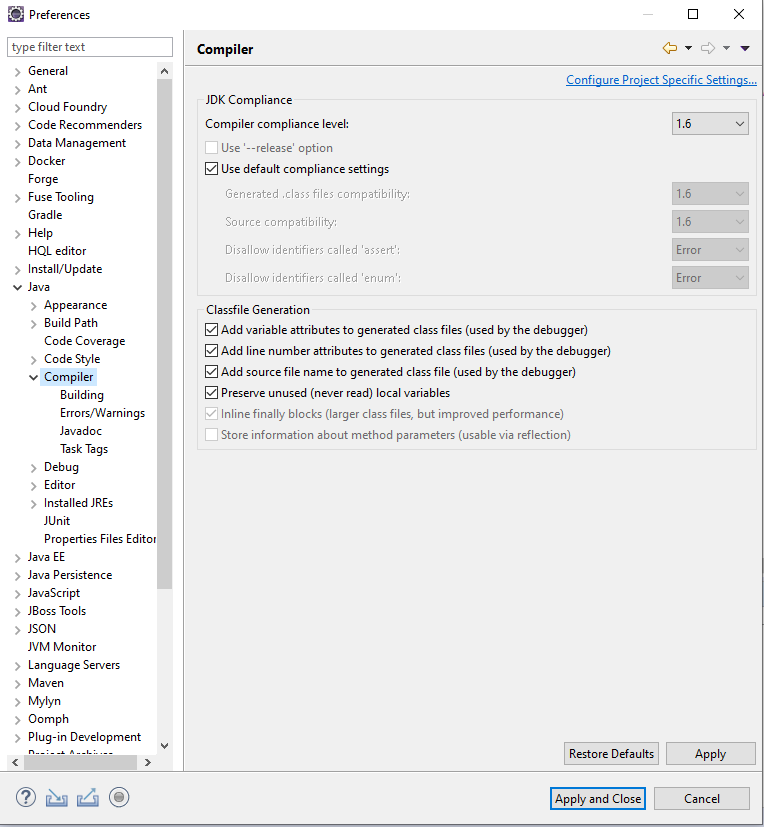 Preferences
type filter text
General
Ant
Cloud Foundry
Code Recommenders
Data Management
Docker
Forge
Fuse Tooling
Gradle
Help
HQL editor
Install/Update
Java
Appearance
Build Path
Code Coverage
Code Style
Compiler
Building
Errors/Warnings
Javadoc
Task Tags
Debug
Editor
Installed JREs
JUnit
Properties Files Editor
Java EE
Java Persistence
JavaScript
JBoss Tools
JSON
JVM Monitor
Language Servers
Maven
Mylyn
Oomph
Plug-in Development
Project Archives
Compiler
Configure Project Specific Settings...
JDK Compliance
Compiler compliance level: 1.6
Use '--release' option
Use default compliance settings
Generated .class files compatibility: 1.6
Source compatibility: 1.6
Disallow identifiers called 'assert': Error
Disallow identifiers called 'enum': Error
Classfile Generation
Add variable attributes to generated class files (used by the debugger)
Add line number attributes to generated class files (used by the debugger)
Add source file name to generated class file (used by the debugger)
Preserve unused (never read) local variables
Inline finally blocks (larger class files, but improved performance)
Store information about method parameters (usable via reflection)
Restore Defaults Apply
? Apply and Close Cancel